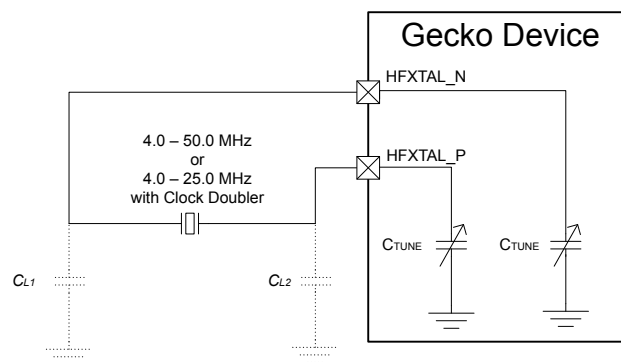 Gecko Device
HFXTAL_N
4.0 – 50.0 MHz
or
4.0 – 25.0 MHz
with Clock Doubler
HFXTAL_P
CTUNE
CTUNE
CL1
CL2